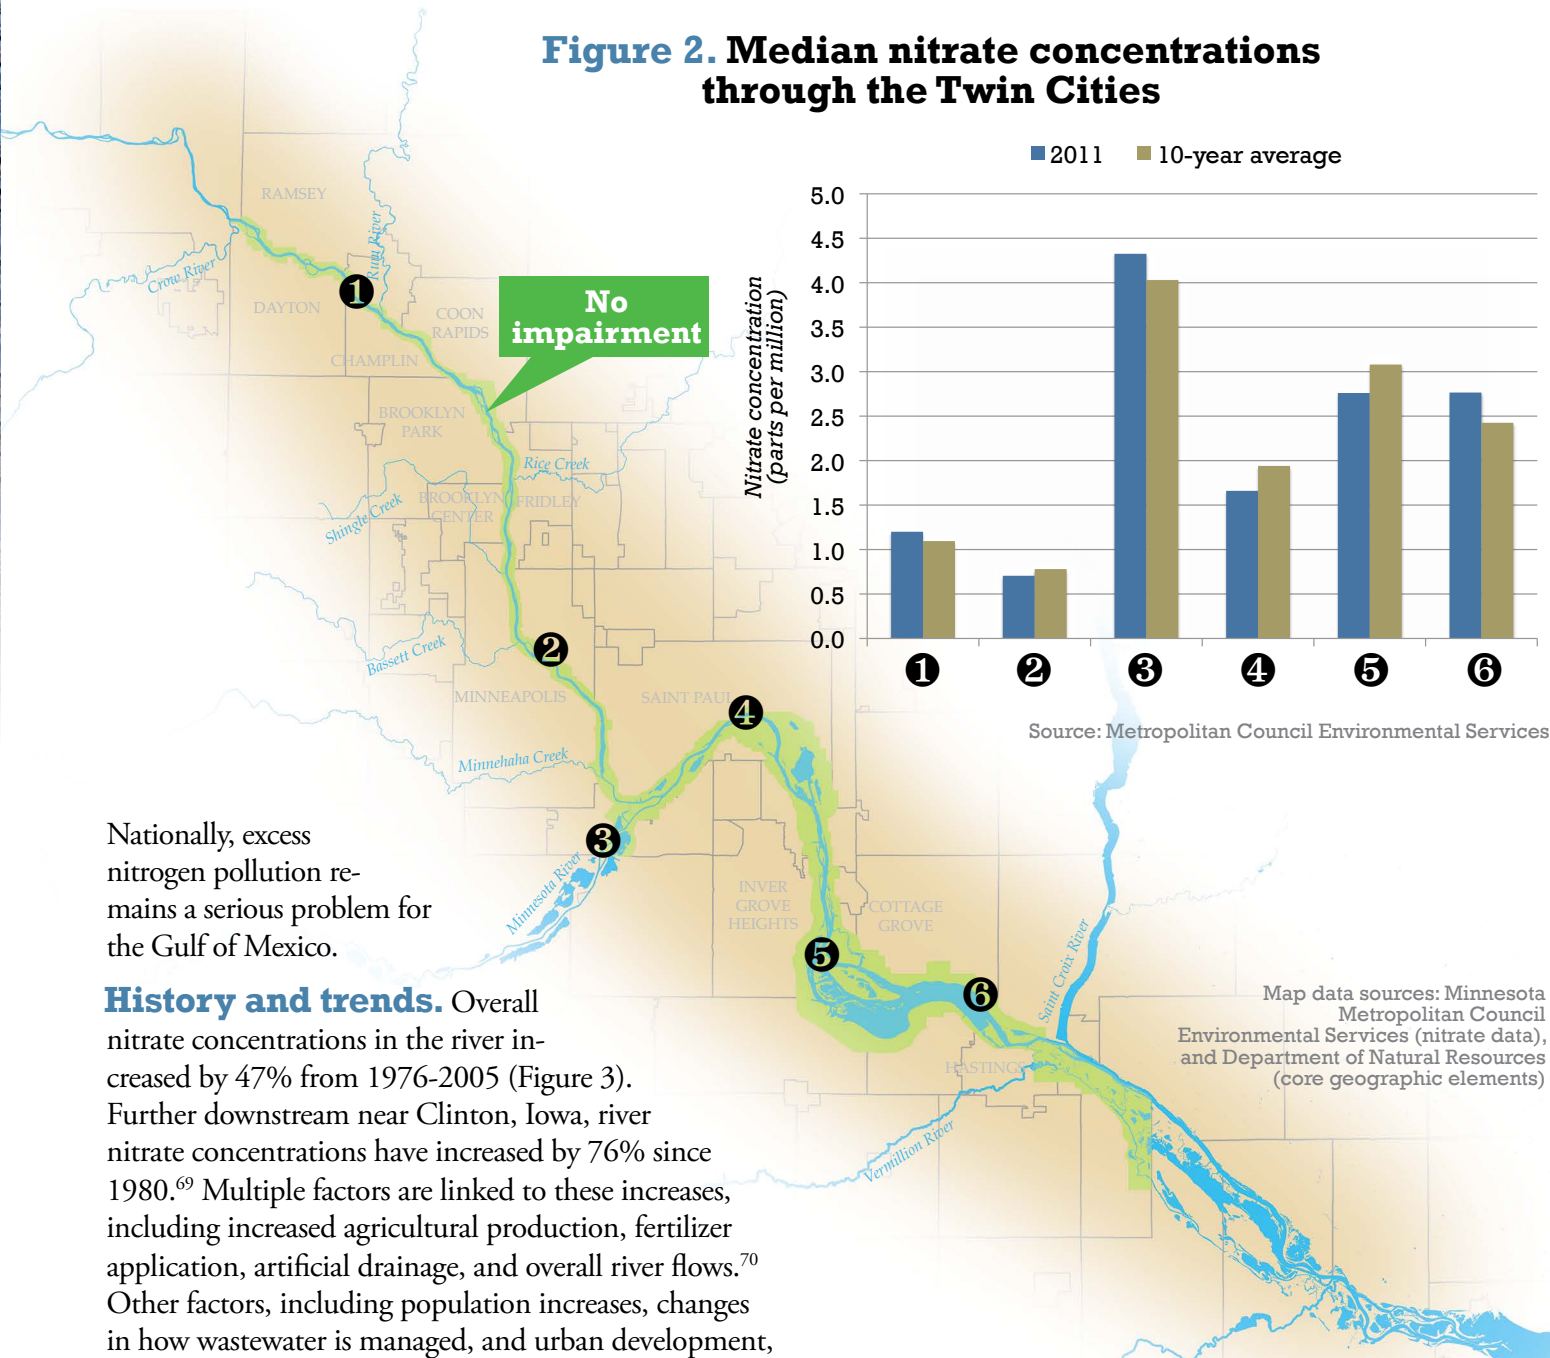 Figure 2. Median nitrate concentrations
through the Twin Cities
2011
10-year average
Nitrate concentration
(parts per million)
5.0
4.5
4.0
3.5
3.0
2.5
2.0
1.5
1.0
0.5
0.0
1
2
3
4
5
6
Source: Metropolitan Council Environmental Services
RAMSEY
Rum River
Crow River
1
DAYTON
COON
RAPIDS
No
impairment
CHAMPLIN
BROOKLYN
PARK
Rice Creek
BROOKLYN
CENTER
FRIDLEY
Shingle Creek
2
Bassett Creek
MINNEAPOLIS
SAINT PAUL
4
Minnehaha Creek
3
Minnesota River
INVER
GROVE
HEIGHTS
COTTAGE
GROVE
5
6
Saint Croix River
HASTINGS
Vermillion River
Map data sources: Minnesota
Metropolitan Council
Environmental Services (nitrate data),
and Department of Natural Resources
(core geographic elements)
Nationally, excess
nitrogen pollution re-
mains a serious problem for
the Gulf of Mexico.
History and trends. Overall
nitrate concentrations in the river in-
creased by 47% from 1976-2005 (Figure 3).
Further downstream near Clinton, Iowa, river
nitrate concentrations have increased by 76% since
1980.69 Multiple factors are linked to these increases,
including increased agricultural production, fertilizer
application, artificial drainage, and overall river flows.70
Other factors, including population increases, changes
in how wastewater is managed, and urban development,